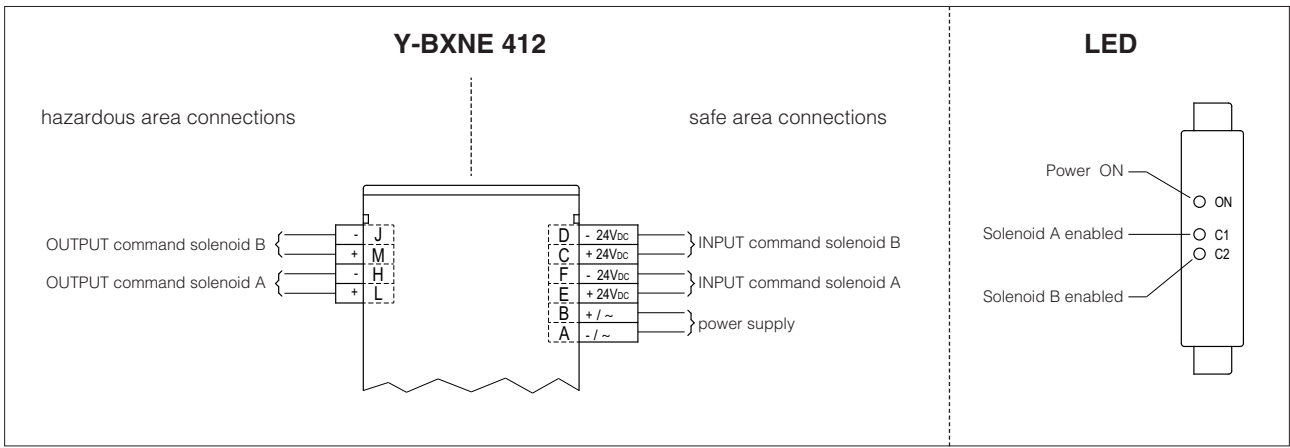 Y-BXNE 412
LED
hazardous area connections
safe area connections
OUTPUT command solenoid B
- J
+ M
OUTPUT command solenoid A
- H
+ L
D - 24VDC
C + 24VDC
INPUT command solenoid B
F - 24VDC
E + 24VDC
INPUT command solenoid A
B + / ~
A - / ~
power supply
Power ON
ON
Solenoid A enabled
C1
C2
Solenoid B enabled